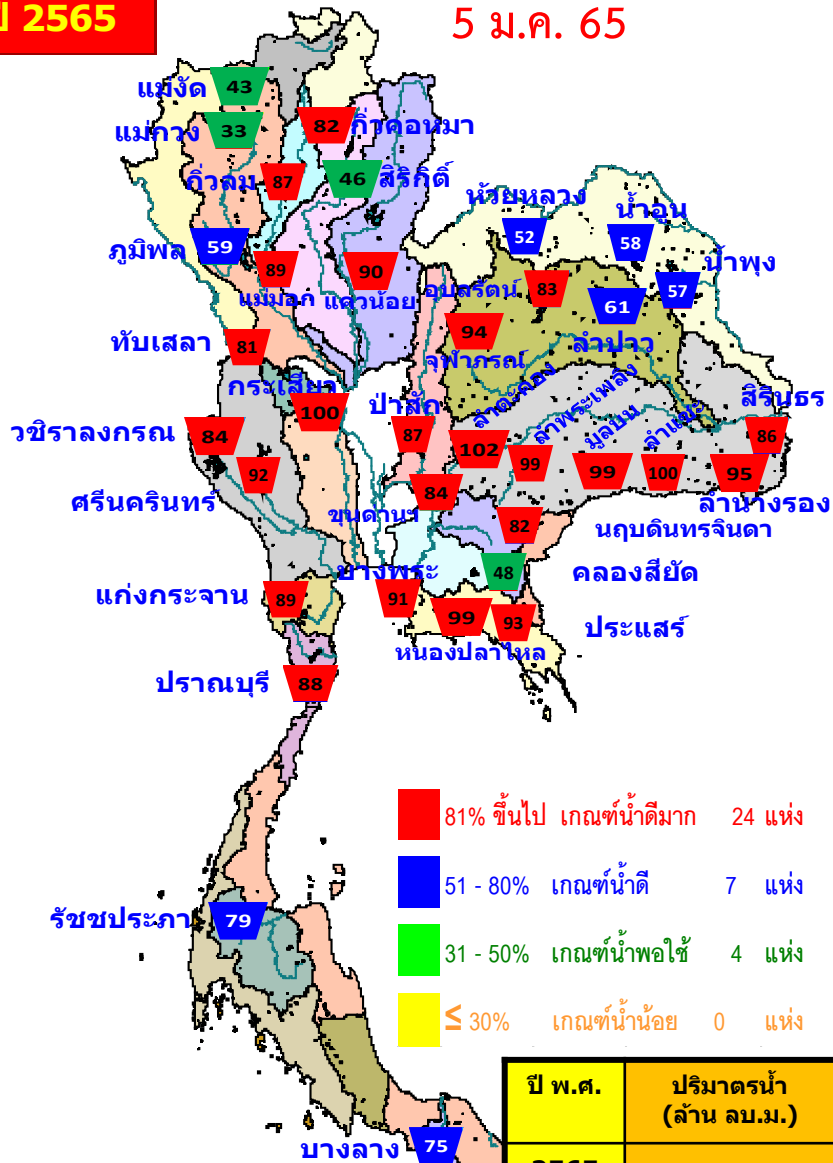 ปี 2565
5 ม.ค. 65
แม่งัด 43
แม่กวง 33
82 กิ่วคอหมา
กิ่วลม 87
46 สิริกิติ์
ห้วยหลวง 52
น้ำอูน 58
ภูมิพล 59
89 แม่มอก
90 แควน้อย
อุบลรัตน์ 83
น้ำพุง 57
61 ลำปาว
94 จุฬาภรณ์
ทับเสลา 81
กระเสียว 100
ป่าสัก 87
ลำตะคอง 102
ลำพระเพลิง 99
มูลบน 99
ลำแชะ 100
สิรินธร 86
95 ลำนางรอง
วชิราลงกรณ 84
92
ศรีนครินทร์
84
ขุนด่านฯ
82
นฤบดินทรจินดา
บางพระ 91
48 คลองสียัด
แก่งกระจาน 89
99 หนองปลาไหล
93 ประแสร์
ปราณบุรี 88
81% ขึ้นไป เกณฑ์น้ำดีมาก 24 แห่ง
51 - 80% เกณฑ์น้ำดี 7 แห่ง
31 - 50% เกณฑ์น้ำพอใช้ 4 แห่ง
≤ 30% เกณฑ์น้ำน้อย 0 แห่ง
รัชชประภา 79
บางลาง 75
ปี พ.ศ. ปริมาตรน้ำ
(ล้าน ลบ.ม.)
2565